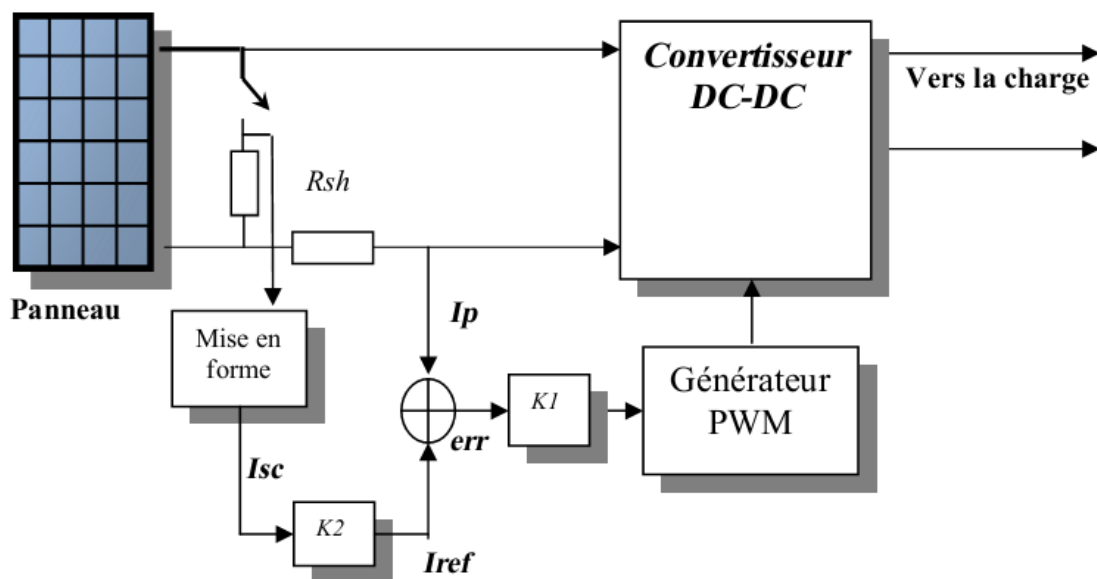 Convertisseur
DC-DC
Vers la charge
Rsh
Panneau
Ip
Mise en
forme
Générateur
PWM
K1
err
Isc
K2
Iref